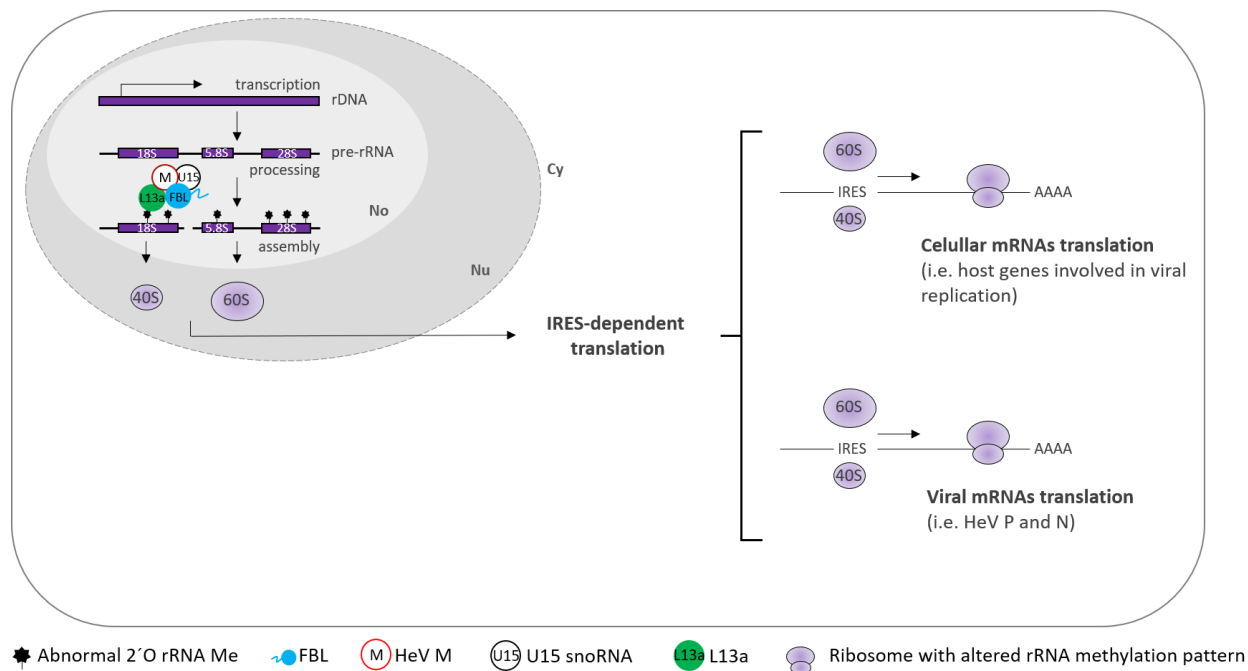 transcription
rDNA
18S
5.8S
28S
pre-rRNA
processing
M
U15
L13a
FBL
No
18S
5.8S
28S
assembly
Nu
40S
60S
Cy
IRES-dependent
translation
60S
IRES
AAAA
40S
Celullar mRNAs translation
(i.e. host genes involved in viral
replication)
60S
IRES
AAAA
40S
Viral mRNAs translation
(i.e. HeV P and N)
Abnormal 2´O rRNA Me
FBL
M HeV M
U15 U15 snoRNA
L13a L13a
Ribosome with altered rRNA methylation pattern